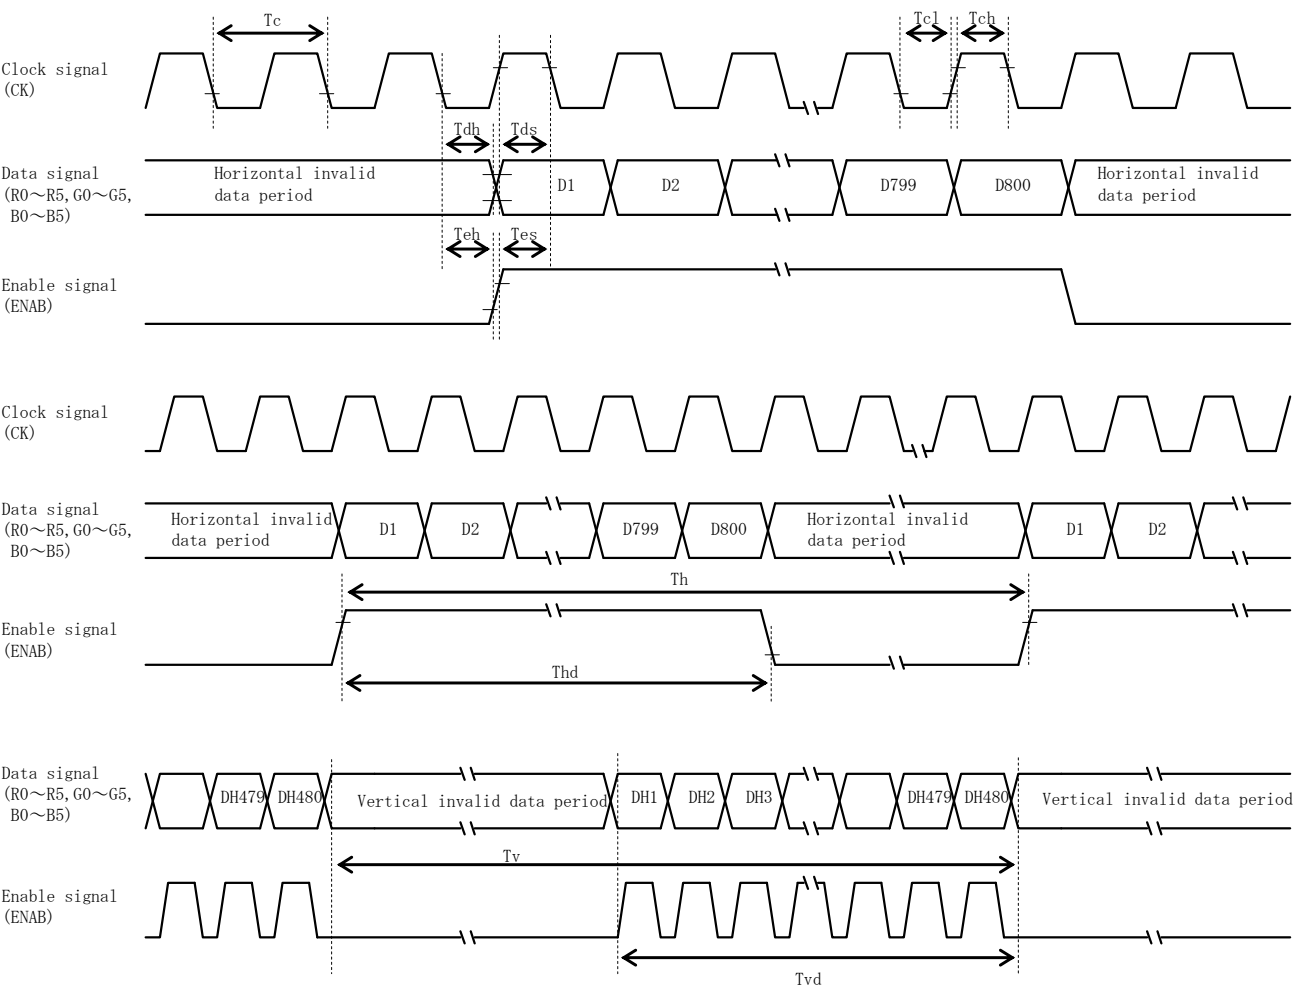 Tc
Tcl
Tch
Clock signal
(CK)
Tdh
Tds
Data signal
(R0～R5,G0～G5,
B0～B5)
Horizontal invalid
data period
D1
D2
D799
D800
Horizontal invalid
data period
Teh
Tes
Enable signal
(ENAB)
Clock signal
(CK)
Data signal
(R0～R5,G0～G5,
B0～B5)
Horizontal invalid
data period
D1
D2
D799
D800
Horizontal invalid
data period
D1
D2
Th
Enable signal
(ENAB)
Thd
Data signal
(R0～R5,G0～G5,
B0～B5)
DH479
DH480
Vertical invalid data period
DH1
DH2
DH3
DH479
DH480
Vertical invalid data period
Tv
Enable signal
(ENAB)
Tvd